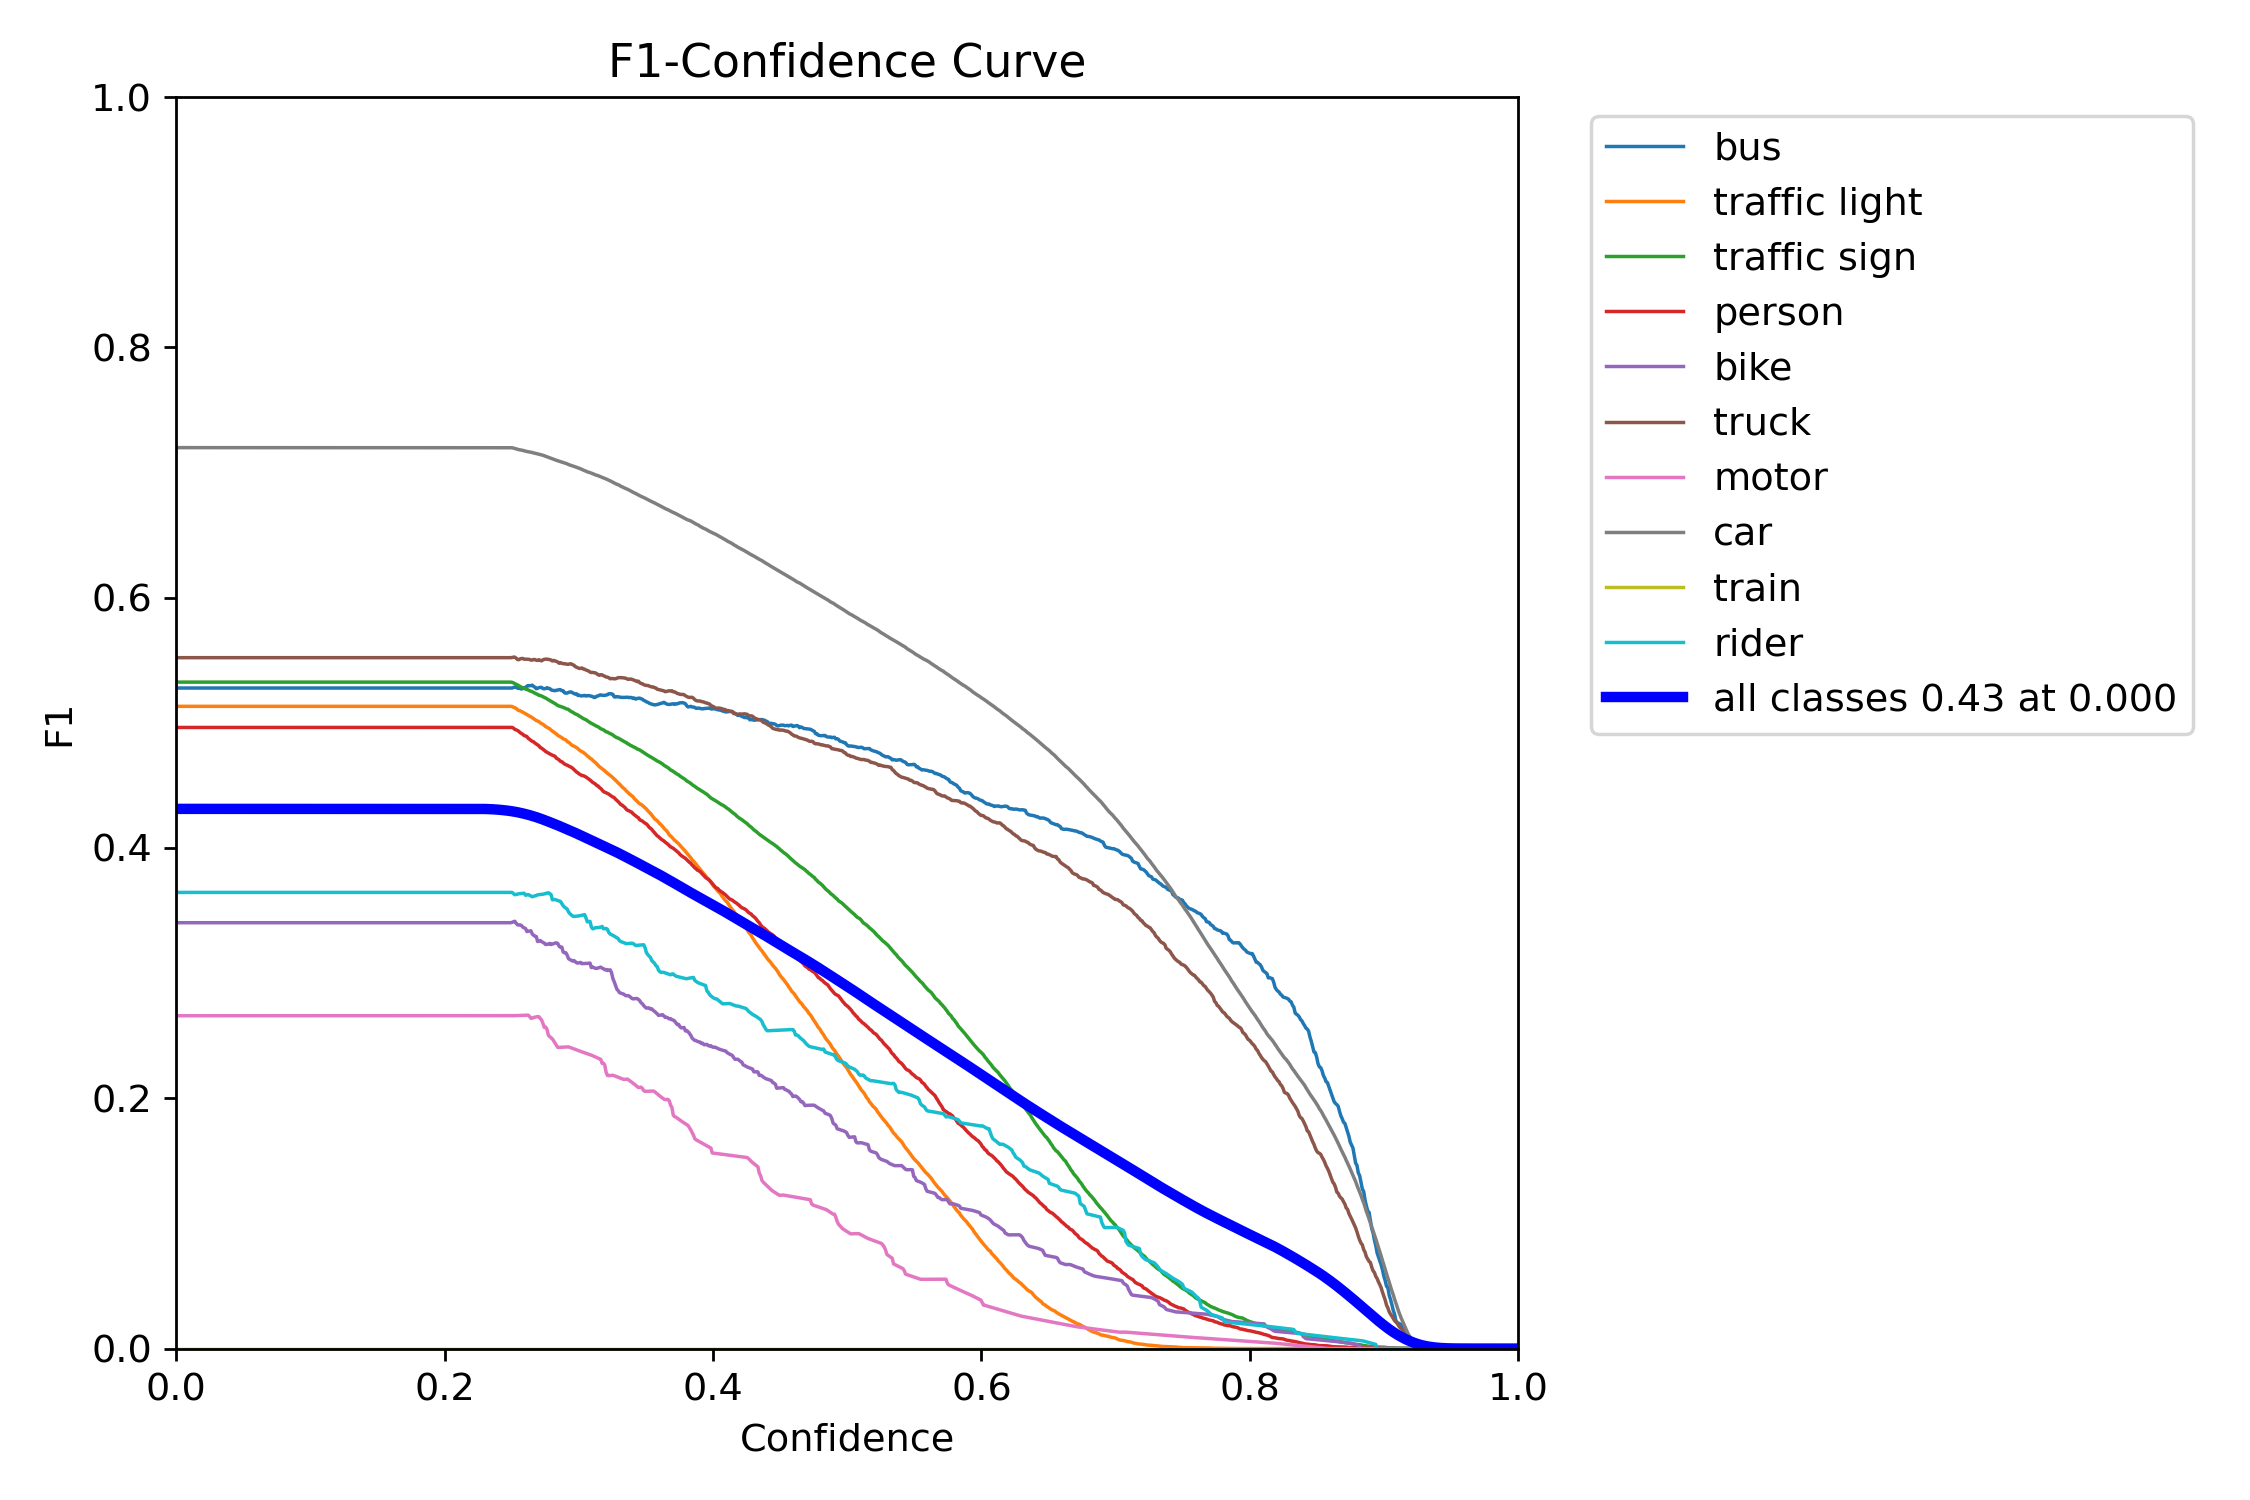 F1-Confidence Curve
1.0
0.8
0.6
0.4
0.2
0.0
F1
0.0 0.2 0.4 0.6 0.8 1.0
Confidence
bus
traffic light
traffic sign
person
bike
truck
motor
car
train
rider
all classes 0.43 at 0.000